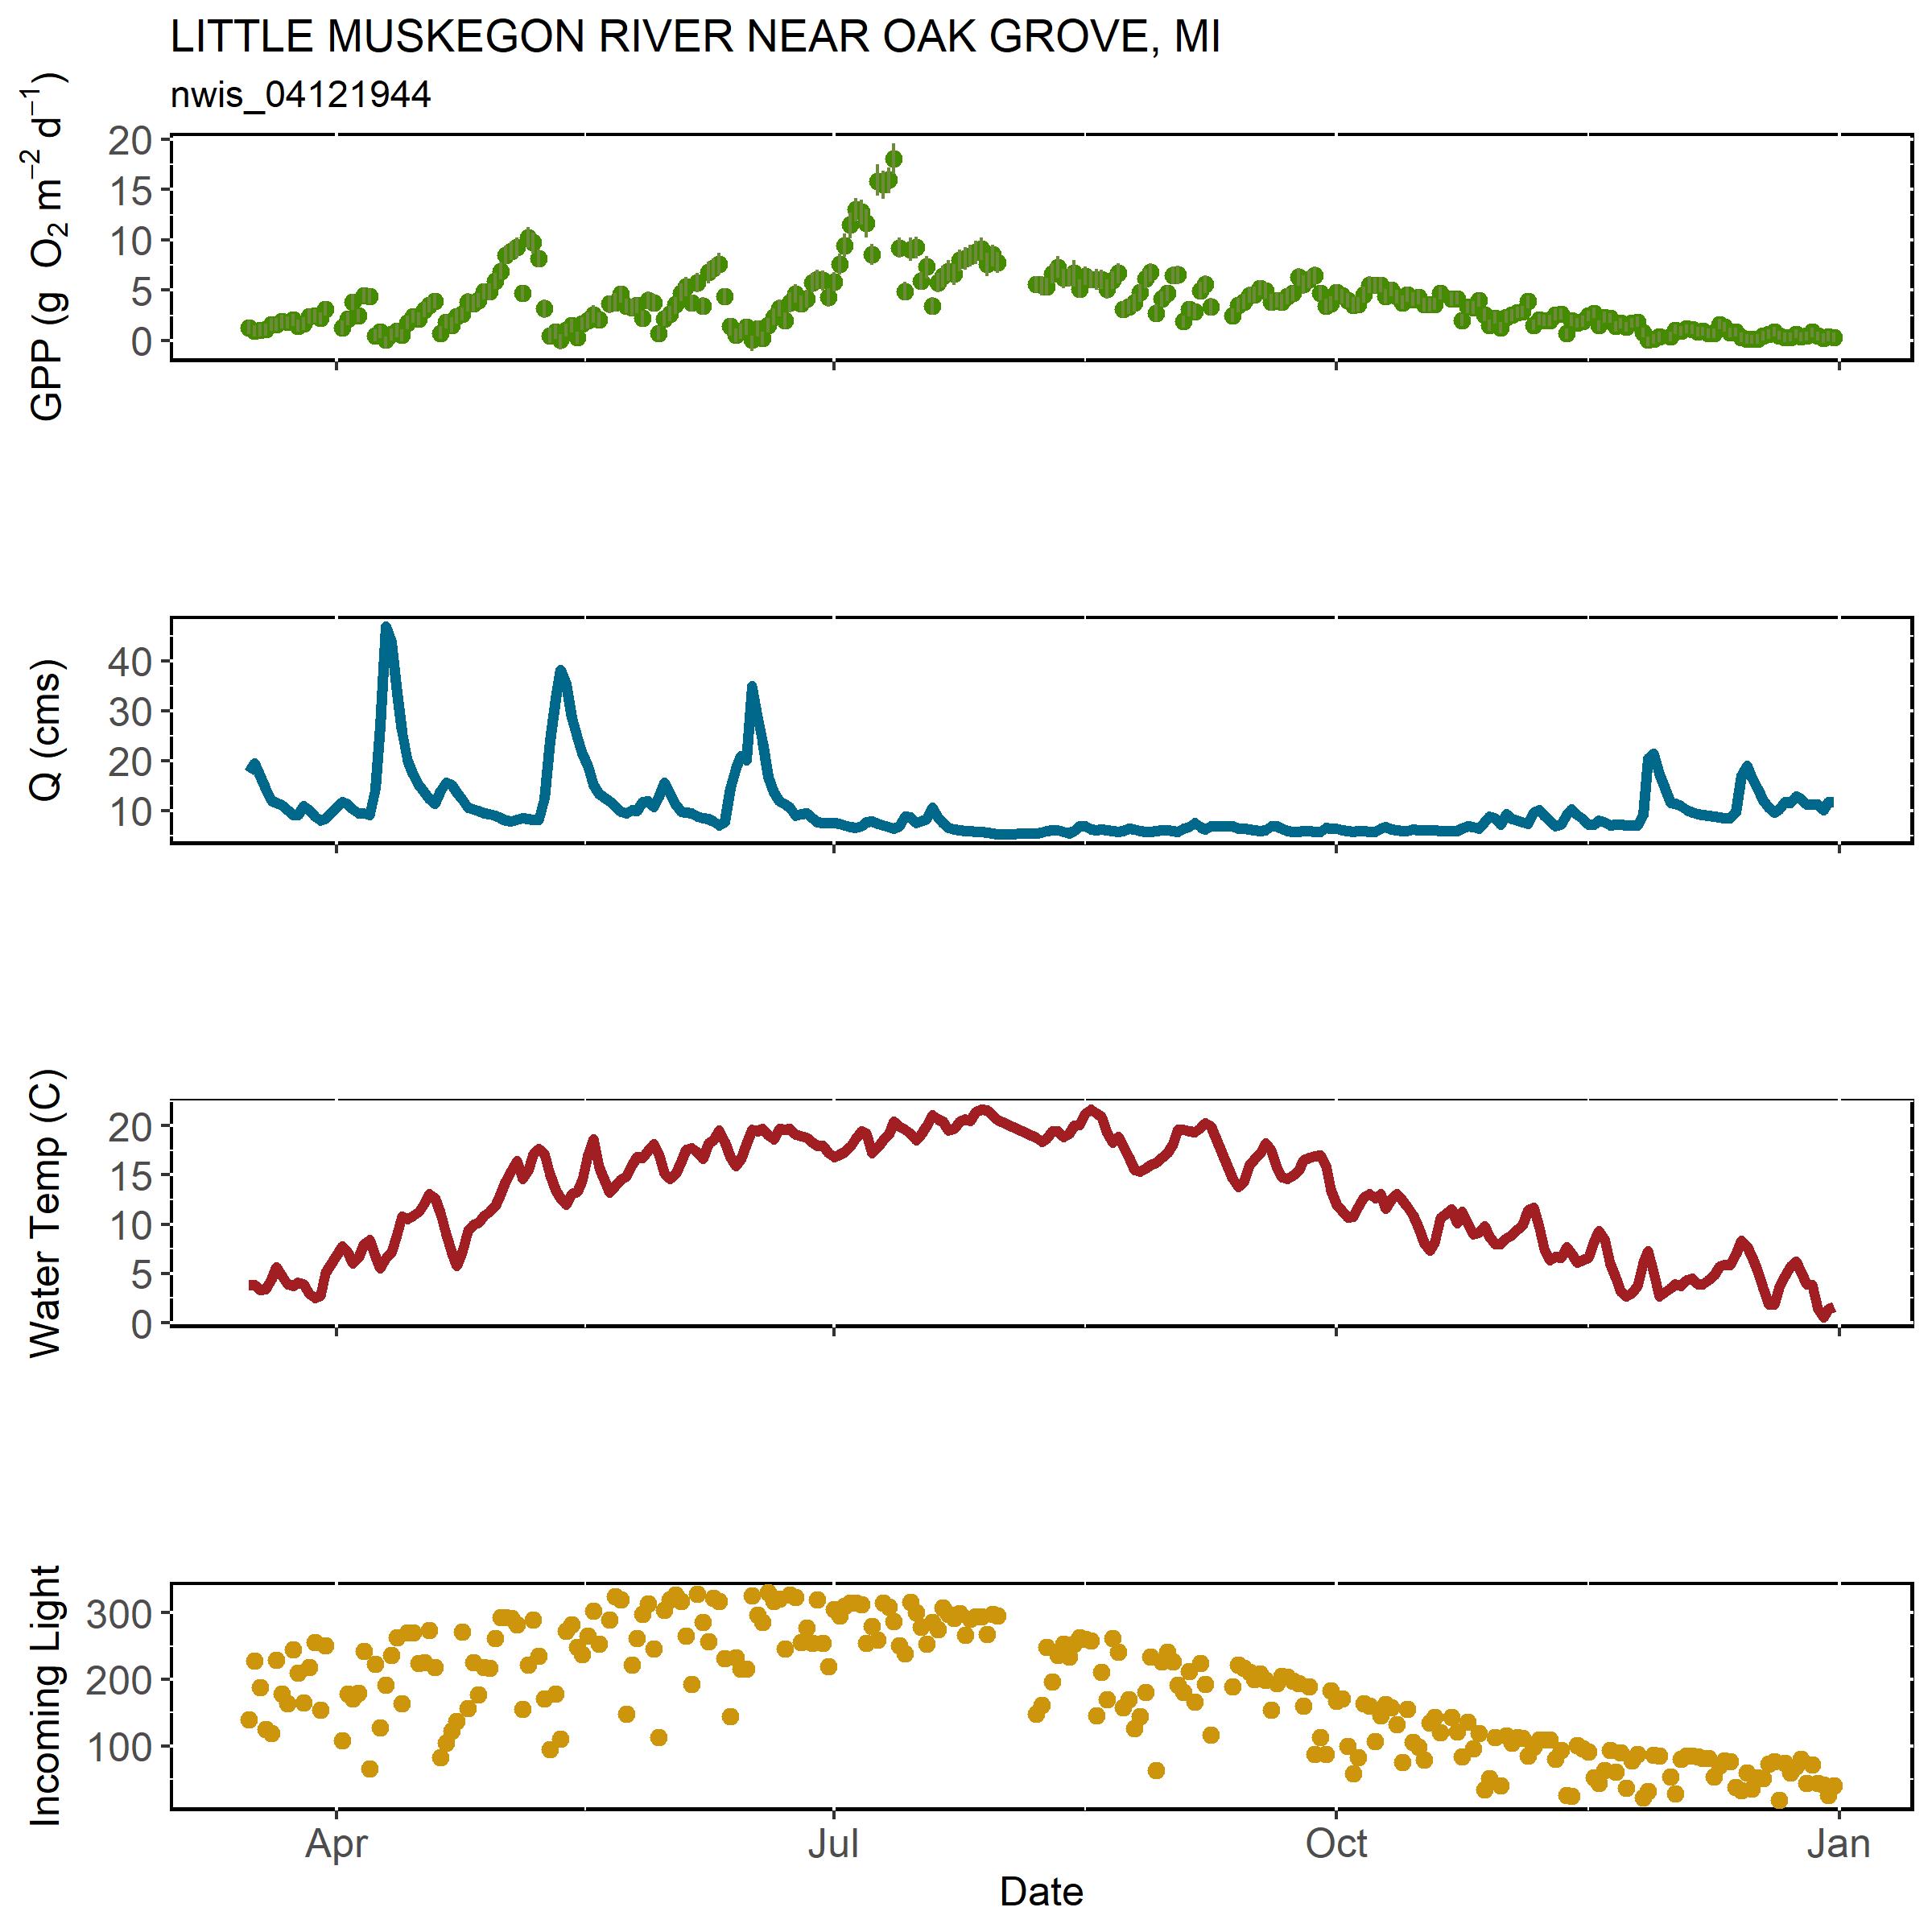 LITTLE MUSKEGON RIVER NEAR OAK GROVE, MI
nwis_04121944
GPP (g O₂ m⁻² d⁻¹)
20
15
10
5
0
Q (cms)
40
30
20
10
Water Temp (C)
20
15
10
5
0
Incoming Light
300
200
100
Apr Jul Oct Jan
Date